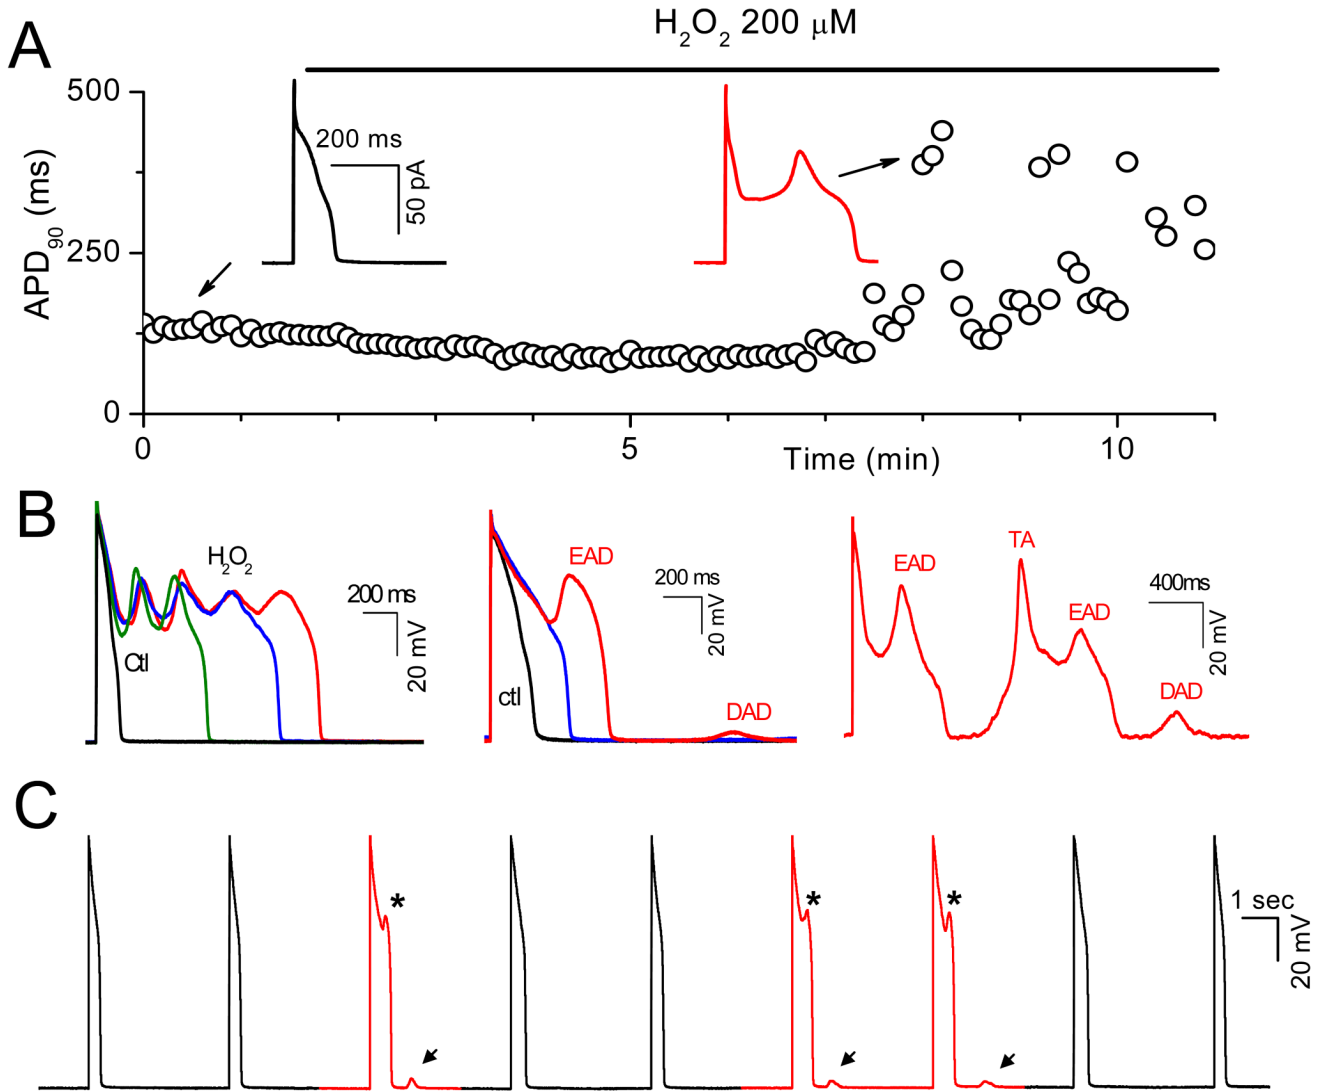 A
H₂O₂ 200 μM
500
250
0
APD₉₀ (ms)
200 ms
50 pA
0
5
10
Time (min)
B
H₂O₂
Ctl
200 ms
20 mV
EAD
ctl
DAD
200 ms
20 mV
EAD
TA
EAD
DAD
400ms
20 mV
C
*
*
*
1 sec
20 mV